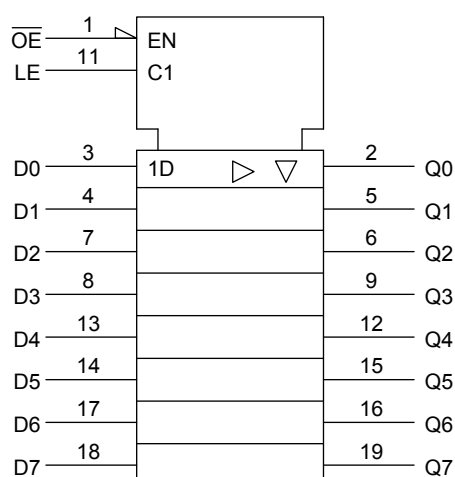 O̅E̅ 1 EN
LE 11 C1
D0 3 1D 2 Q0
D1 4 5 Q1
D2 7 6 Q2
D3 8 9 Q3
D4 13 12 Q4
D5 14 15 Q5
D6 17 16 Q6
D7 18 19 Q7